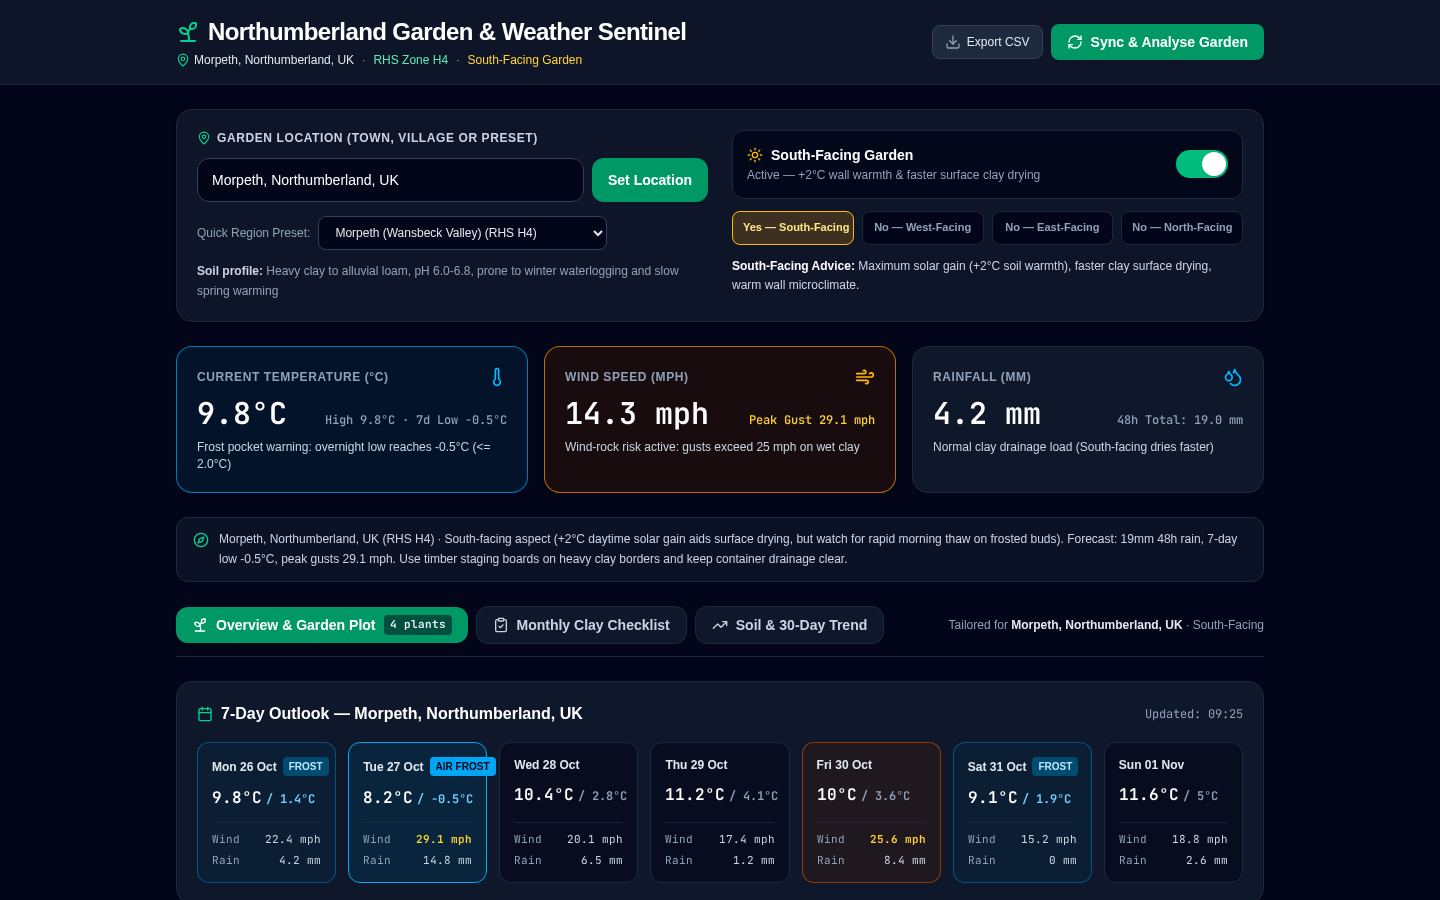 Northumberland Garden & Weather Sentinel
Morpeth, Northumberland, UK · RHS Zone H4 · South-Facing Garden
Export CSV
Sync & Analyse Garden
GARDEN LOCATION (TOWN, VILLAGE OR PRESET)
Morpeth, Northumberland, UK
Set Location
Quick Region Preset: Morpeth (Wansbeck Valley) (RHS H4)
Soil profile: Heavy clay to alluvial loam, pH 6.0-6.8, prone to winter waterlogging and slow
spring warming
South-Facing Garden
Active — +2°C wall warmth & faster surface clay drying
Yes — South-Facing
No — West-Facing
No — East-Facing
No — North-Facing
South-Facing Advice: Maximum solar gain (+2°C soil warmth), faster clay surface drying,
warm wall microclimate.
CURRENT TEMPERATURE (°C)
9.8°C High 9.8°C · 7d Low -0.5°C
Frost pocket warning: overnight low reaches -0.5°C (<=
2.0°C)
WIND SPEED (MPH)
14.3 mph Peak Gust 29.1 mph
Wind-rock risk active: gusts exceed 25 mph on wet clay
RAINFALL (MM)
4.2 mm 48h Total: 19.0 mm
Normal clay drainage load (South-facing dries faster)
Morpeth, Northumberland, UK (RHS H4) · South-facing aspect (+2°C daytime solar gain aids surface drying, but watch for rapid morning thaw on frosted buds). Forecast: 19mm 48h rain, 7-day
low -0.5°C, peak gusts 29.1 mph. Use timber staging boards on heavy clay borders and keep container drainage clear.
Overview & Garden Plot 4 plants
Monthly Clay Checklist
Soil & 30-Day Trend
Tailored for Morpeth, Northumberland, UK · South-Facing
7-Day Outlook — Morpeth, Northumberland, UK
Updated: 09:25
Mon 26 Oct FROST
9.8°C / 1.4°C
Wind 22.4 mph
Rain 4.2 mm
Tue 27 Oct AIR FROST
8.2°C / -0.5°C
Wind 29.1 mph
Rain 14.8 mm
Wed 28 Oct
10.4°C / 2.8°C
Wind 20.1 mph
Rain 6.5 mm
Thu 29 Oct
11.2°C / 4.1°C
Wind 17.4 mph
Rain 1.2 mm
Fri 30 Oct
10°C / 3.6°C
Wind 25.6 mph
Rain 8.4 mm
Sat 31 Oct FROST
9.1°C / 1.9°C
Wind 15.2 mph
Rain 0 mm
Sun 01 Nov
11.6°C / 5°C
Wind 18.8 mph
Rain 2.6 mm